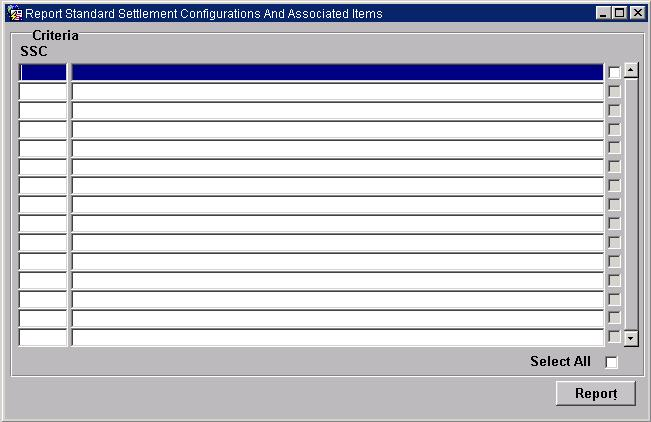 Report Standard Settlement Configurations And Associated Items
Criteria
SSC
Select All
Report